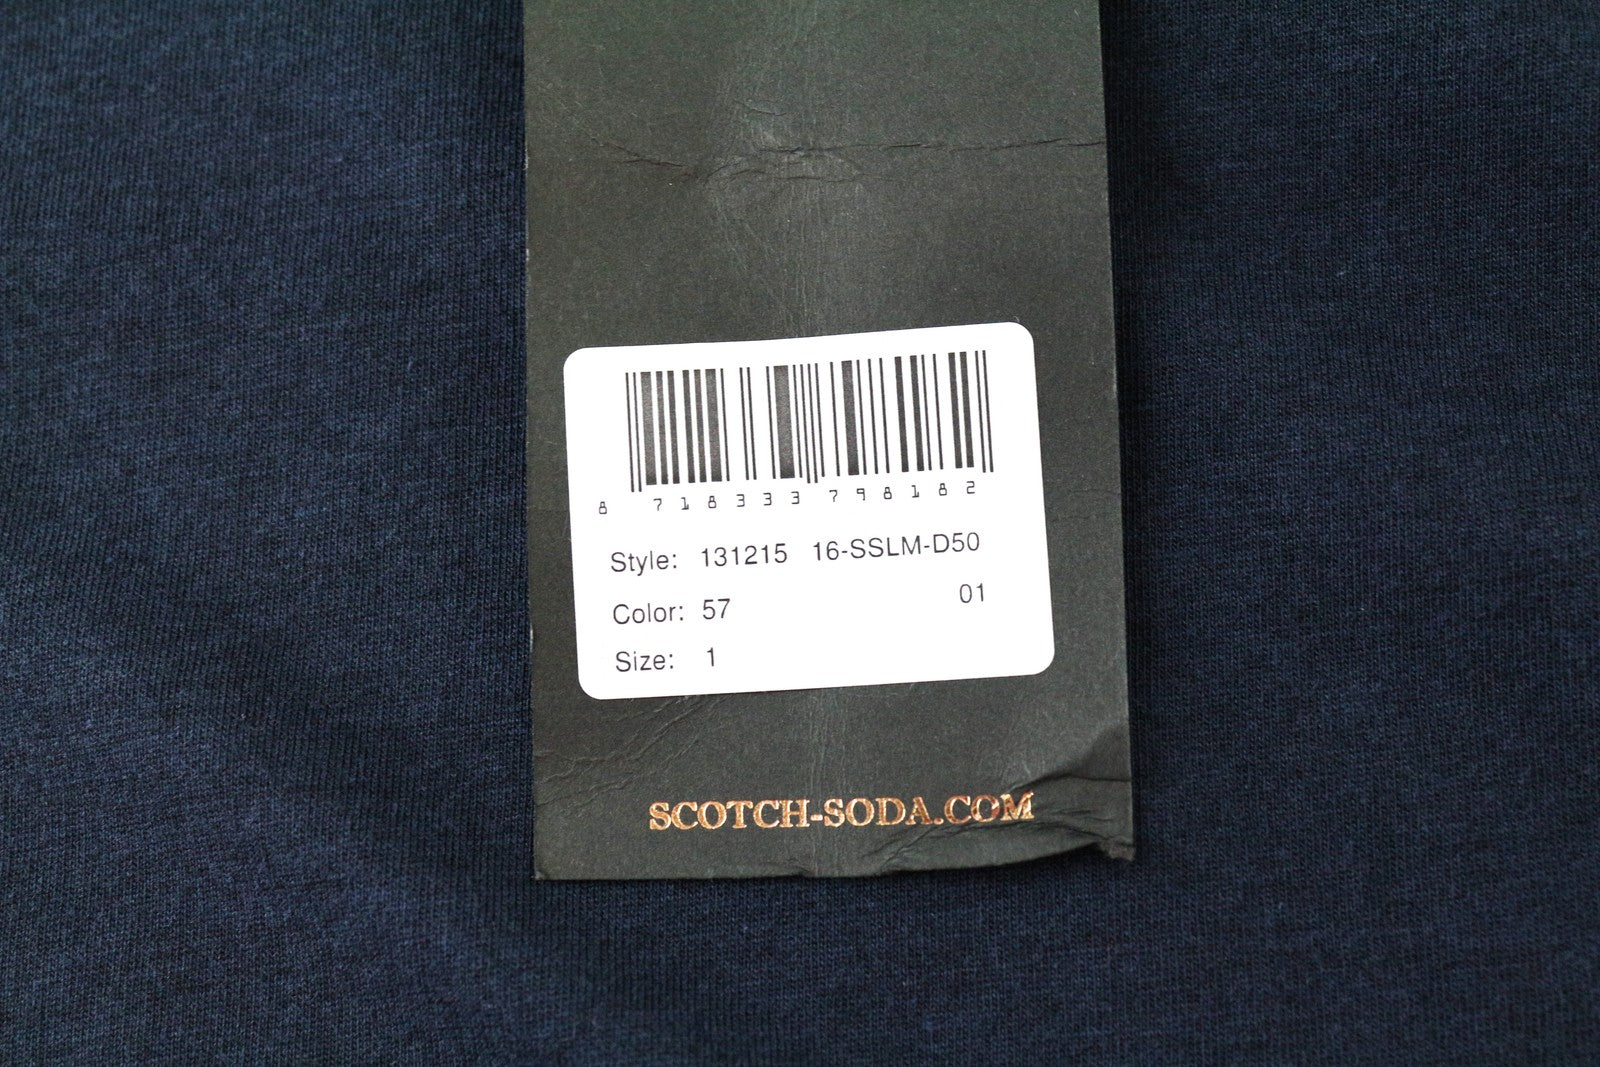 8 718333 798182
Style: 131215 16-SSLM-D50
Color: 57 01
Size: 1
SCOTCH-SODA.COM